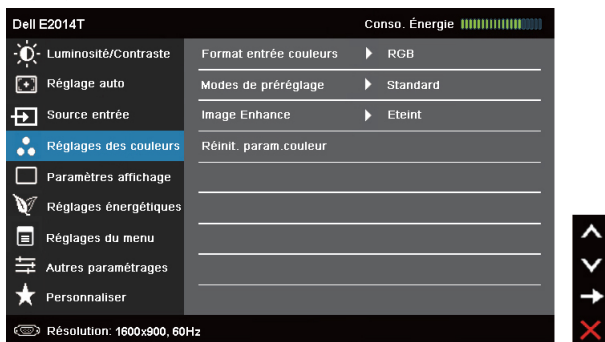 Dell E2014T Conso. Énergie
Luminosité/Contraste Format entrée couleurs RGB
Réglage auto Modes de préréglage Standard
Source entrée Image Enhance Eteint
Réglages des couleurs Réinit. param.couleur
Paramètres affichage
Réglages énergétiques
Réglages du menu
Autres paramétrages
Personnaliser
Résolution: 1600x900, 60Hz